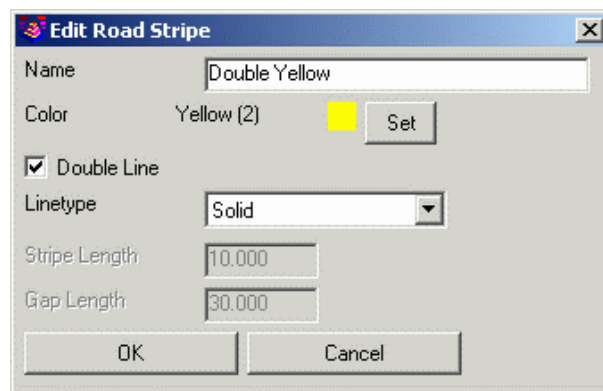 Edit Road Stripe
Name Double Yellow
Color Yellow (2) Set
Double Line
Linetype Solid
Stripe Length 10.000
Gap Length 30.000
OK Cancel